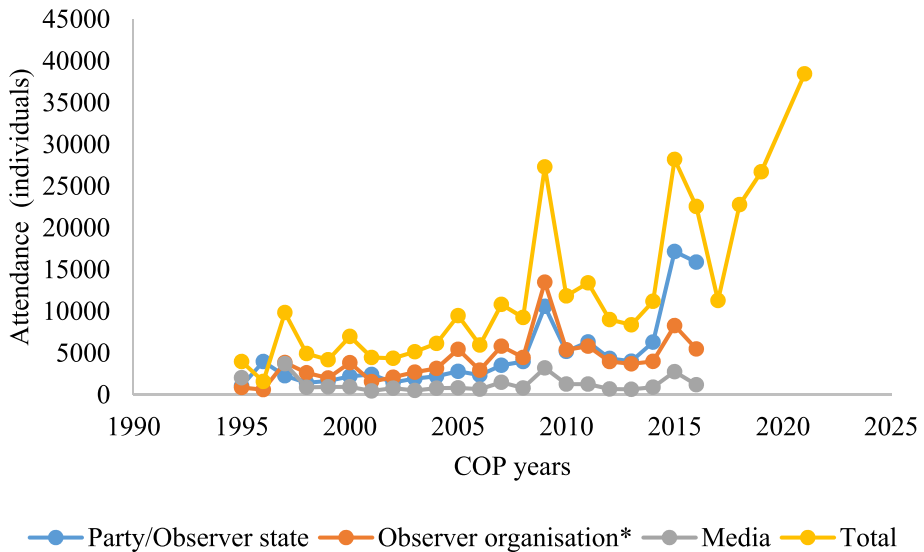 45000
40000
35000
30000
25000
20000
15000
10000
5000
0
Attendance (individuals)
1990 1995 2000 2005 2010 2015 2020 2025
COP years
Party/Observer state Observer organisation* Media Total